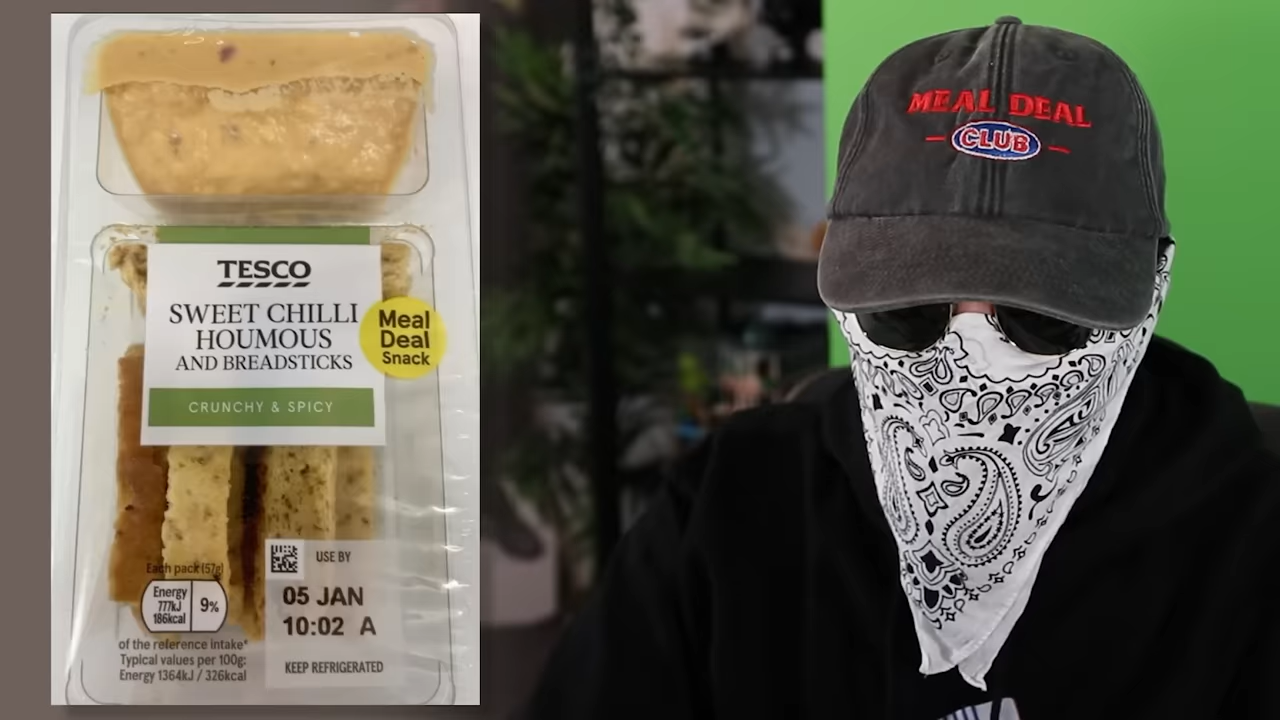 TESCO
SWEET CHILLI
HOUMOUS
AND BREADSTICKS
CRUNCHY & SPICY
Meal
Deal
Snack
Each pack (57g)
Energy
777kJ
186kcal
9%
of the reference intake*
Typical values per 100g:
Energy 1364kJ / 326kcal
USE BY
05 JAN
10:02 A
KEEP REFRIGERATED
MEAL DEAL
CLUB